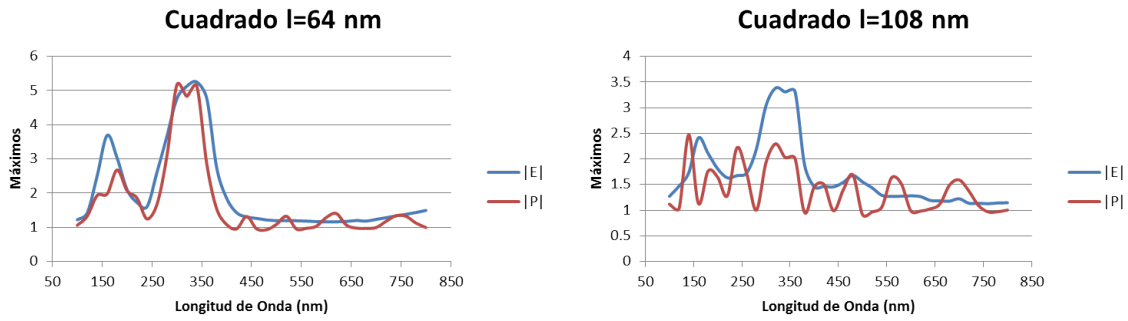 Cuadrado l=64 nm
Máximos
6
5
4
3
2
1
0
50 150 250 350 450 550 650 750 850
Longitud de Onda (nm)
|E|
|P|
Cuadrado l=108 nm
Máximos
4
3.5
3
2.5
2
1.5
1
0.5
0
50 150 250 350 450 550 650 750 850
Longitud de Onda (nm)
|E|
|P|